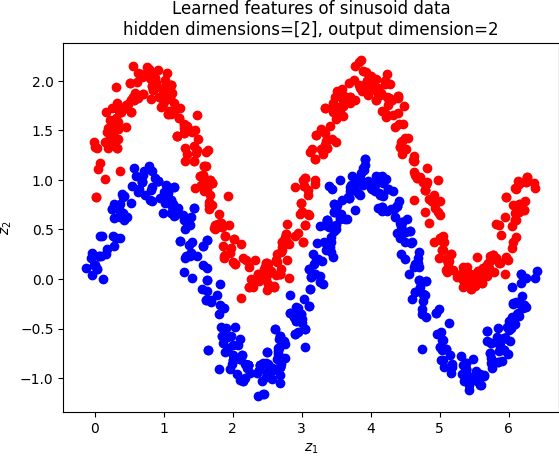 Learned features of sinusoid data
hidden dimensions=[2], output dimension=2
2.0
1.5
1.0
0.5
0.0
−0.5
−1.0
z₂
0 1 2 3 4 5 6
z₁